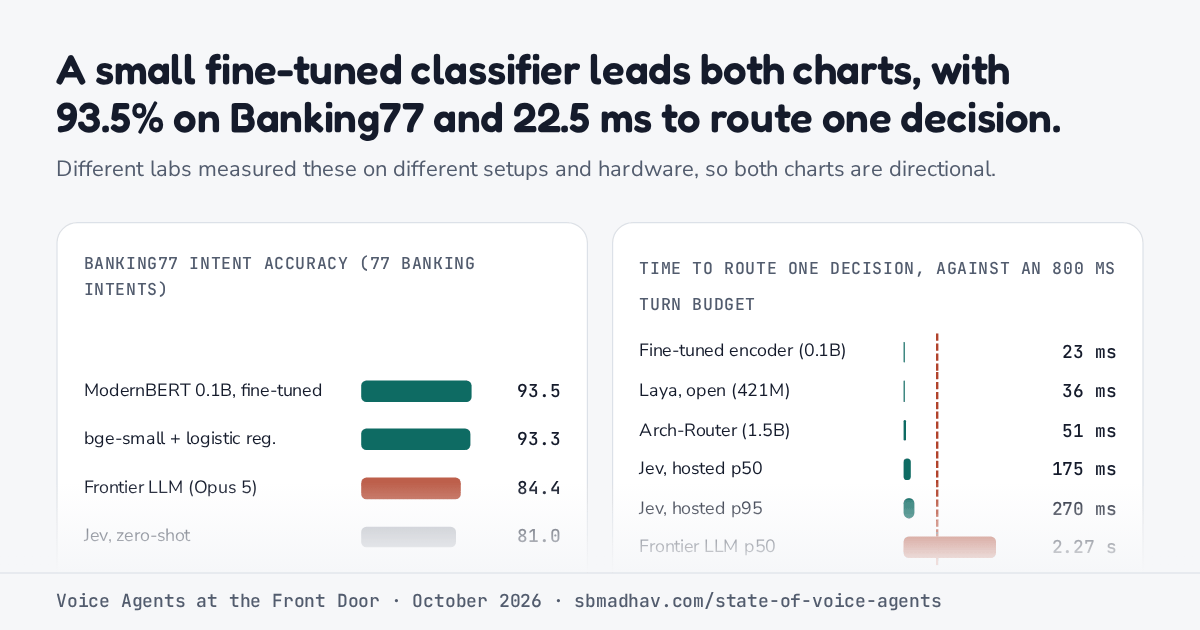 A small fine-tuned classifier leads both charts, with
93.5% on Banking77 and 22.5 ms to route one decision.
Different labs measured these on different setups and hardware, so both charts are directional.
BANKING77 INTENT ACCURACY (77 BANKING
INTENTS)
ModernBERT 0.1B, fine-tuned 93.5
bge-small + logistic reg. 93.3
Frontier LLM (Opus 5) 84.4
Jev, zero-shot 81.0
TIME TO ROUTE ONE DECISION, AGAINST AN 800 MS
TURN BUDGET
Fine-tuned encoder (0.1B) 23 ms
Laya, open (421M) 36 ms
Arch-Router (1.5B) 51 ms
Jev, hosted p50 175 ms
Jev, hosted p95 270 ms
Frontier LLM p50 2.27 s
Voice Agents at the Front Door · October 2026 · sbmadhav.com/state-of-voice-agents